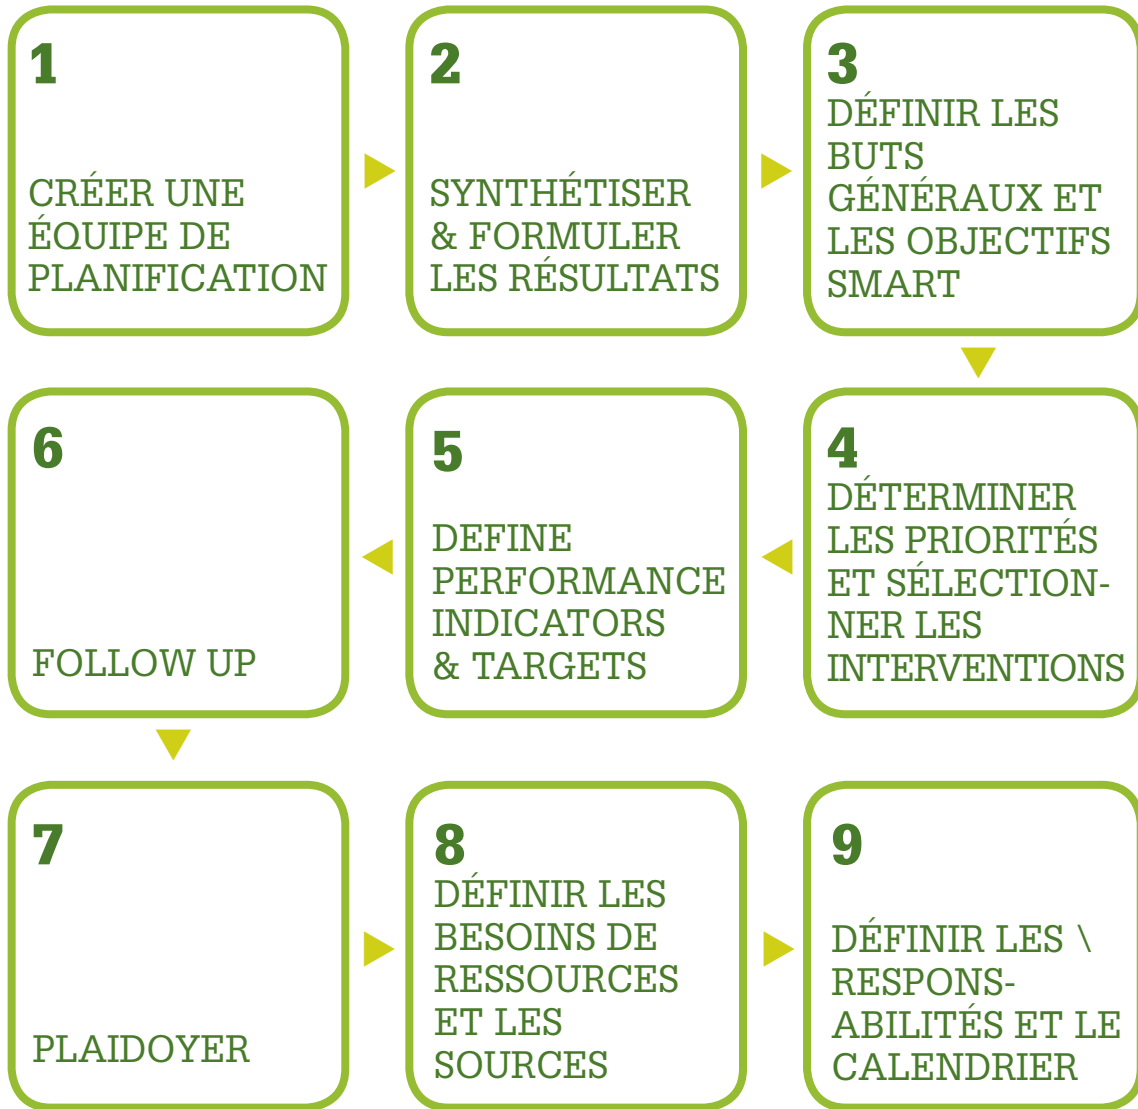 1
CRÉER UNE
ÉQUIPE DE
PLANIFICATION
2
SYNTHÉTISER
& FORMULER
LES RÉSULTATS
3
DÉFINIR LES
BUTS
GÉNÉRAUX ET
LES OBJECTIFS
SMART
4
DÉTERMINER
LES PRIORITÉS
ET SÉLECTION-
NER LES
INTERVENTIONS
5
DEFINE
PERFORMANCE
INDICATORS
& TARGETS
6
FOLLOW UP
7
PLAIDOYER
8
DÉFINIR LES
BESOINS DE
RESSOURCES
ET LES
SOURCES
9
DÉFINIR LES \
RESPONS-
ABILITÉS ET LE
CALENDRIER